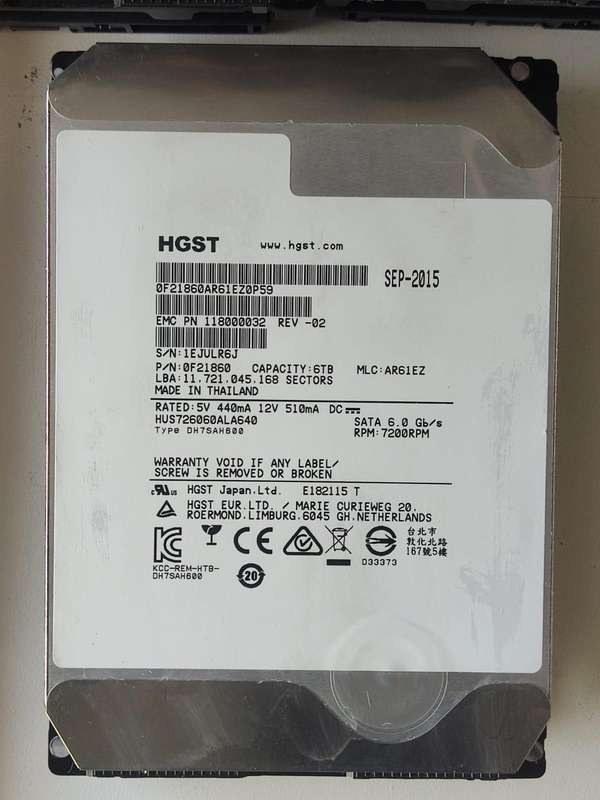 HGST www.hgst.com
SEP-2015
0F21860AR61EZ0P59
EMC PN 118000032 REV -02
S/N:1EJULR6J
P/N:0F21860 CAPACITY:6TB MLC:AR61EZ
LBA:11,721,045,168 SECTORS
MADE IN THAILAND
RATED:5V 440mA 12V 510mA DC
HUS726060ALA640 SATA 6.0 Gb/s
Type DH7SAH600 RPM:7200RPM
WARRANTY VOID IF ANY LABEL/
SCREW IS REMOVED OR BROKEN
c RU us HGST Japan.Ltd. E182115 T
HGST EUR.LTD. / MARIE CURIEWEG 20.
ROERMOND.LIMBURG.6045 GH.NETHERLANDS
台北市
敦化北路
167號5樓
CE
D33373
KCC-REM-HTB-
DH7SAH600
20